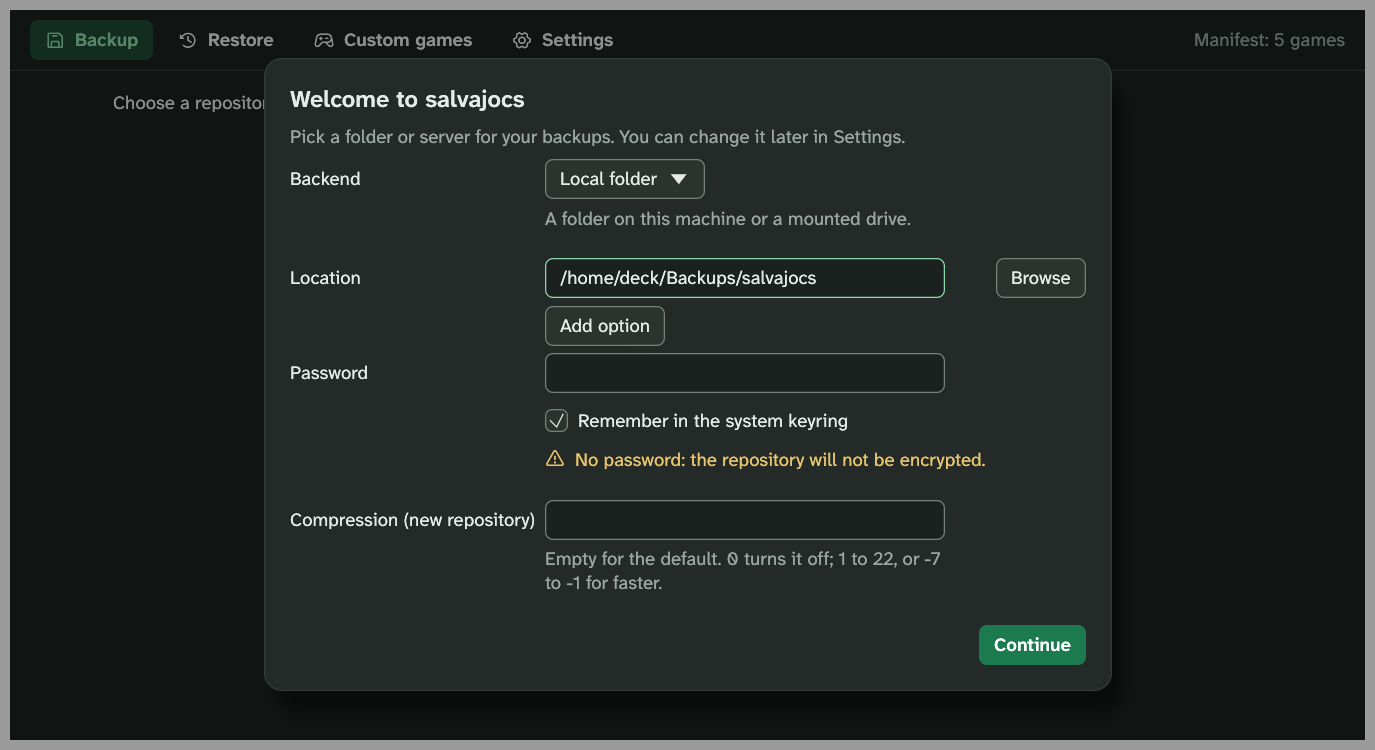 Backup Restore Custom games Settings Manifest: 5 games
Choose a repositor
Welcome to salvajocs
Pick a folder or server for your backups. You can change it later in Settings.
Backend Local folder
A folder on this machine or a mounted drive.
Location /home/deck/Backups/salvajocs Browse
Add option
Password
Remember in the system keyring
No password: the repository will not be encrypted.
Compression (new repository)
Empty for the default. 0 turns it off; 1 to 22, or -7
to -1 for faster.
Continue